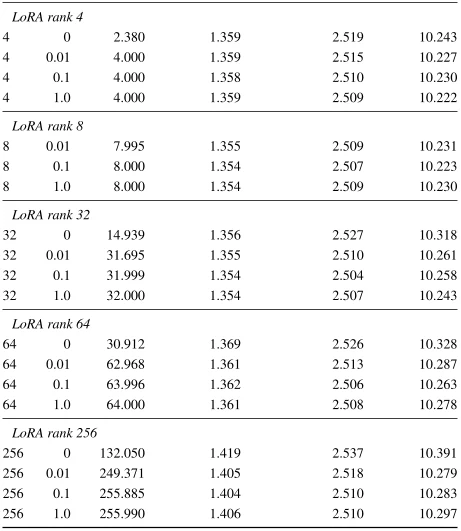 LoRA rank 4
4 0 2.380 1.359 2.519 10.243
4 0.01 4.000 1.359 2.515 10.227
4 0.1 4.000 1.358 2.510 10.230
4 1.0 4.000 1.359 2.509 10.222
LoRA rank 8
8 0.01 7.995 1.355 2.509 10.231
8 0.1 8.000 1.354 2.507 10.223
8 1.0 8.000 1.354 2.509 10.230
LoRA rank 32
32 0 14.939 1.356 2.527 10.318
32 0.01 31.695 1.355 2.510 10.261
32 0.1 31.999 1.354 2.504 10.258
32 1.0 32.000 1.354 2.507 10.243
LoRA rank 64
64 0 30.912 1.369 2.526 10.328
64 0.01 62.968 1.361 2.513 10.287
64 0.1 63.996 1.362 2.506 10.263
64 1.0 64.000 1.361 2.508 10.278
LoRA rank 256
256 0 132.050 1.419 2.537 10.391
256 0.01 249.371 1.405 2.518 10.279
256 0.1 255.885 1.404 2.510 10.283
256 1.0 255.990 1.406 2.510 10.297